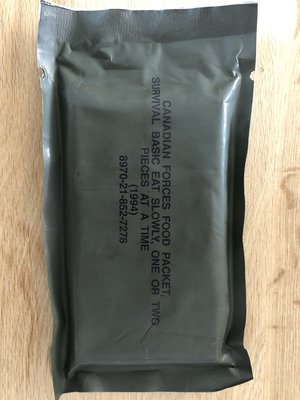 CANADIAN FORCES FOOD PACKET,
SURVIVAL BASIC EAT SLOWLY, ONE OR TWO
PIECES AT A TIME
(1994)
8970-21-852-7278